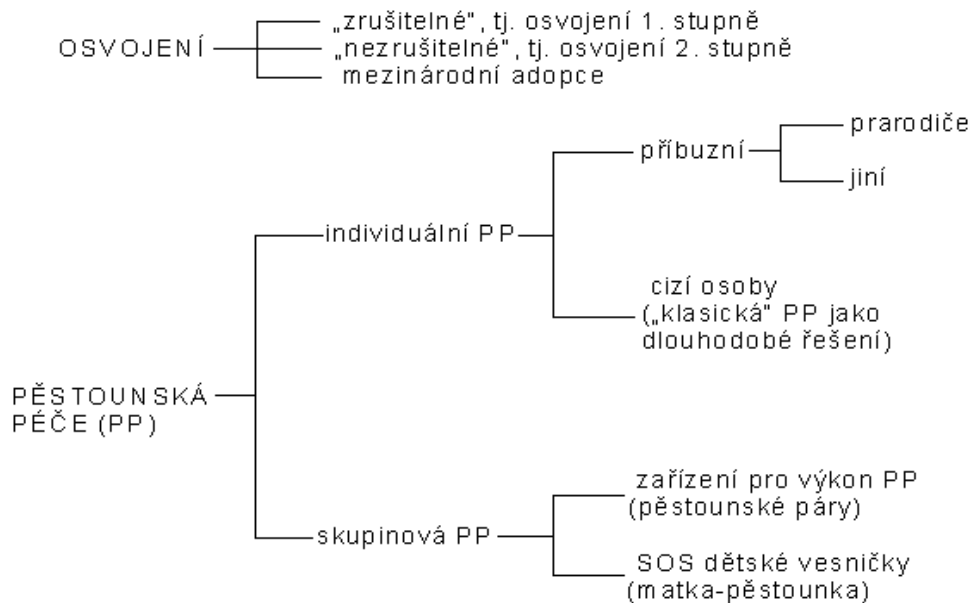 „zrušitelné", tj. osvojení 1. stupně
OSVOJENÍ
„nezrušitelné", tj. osvojení 2. stupně
mezinárodní adopce
prarodiče
příbuzní
jiní
individuální PP
cizí osoby
(„klasická" PP jako
dlouhodobé řešení)
PĚSTOUNSKÁ
PÉČE (PP)
zařízení pro výkon PP
(pěstounské páry)
skupinová PP
SOS dětské vesničky
(matka-pěstounka)